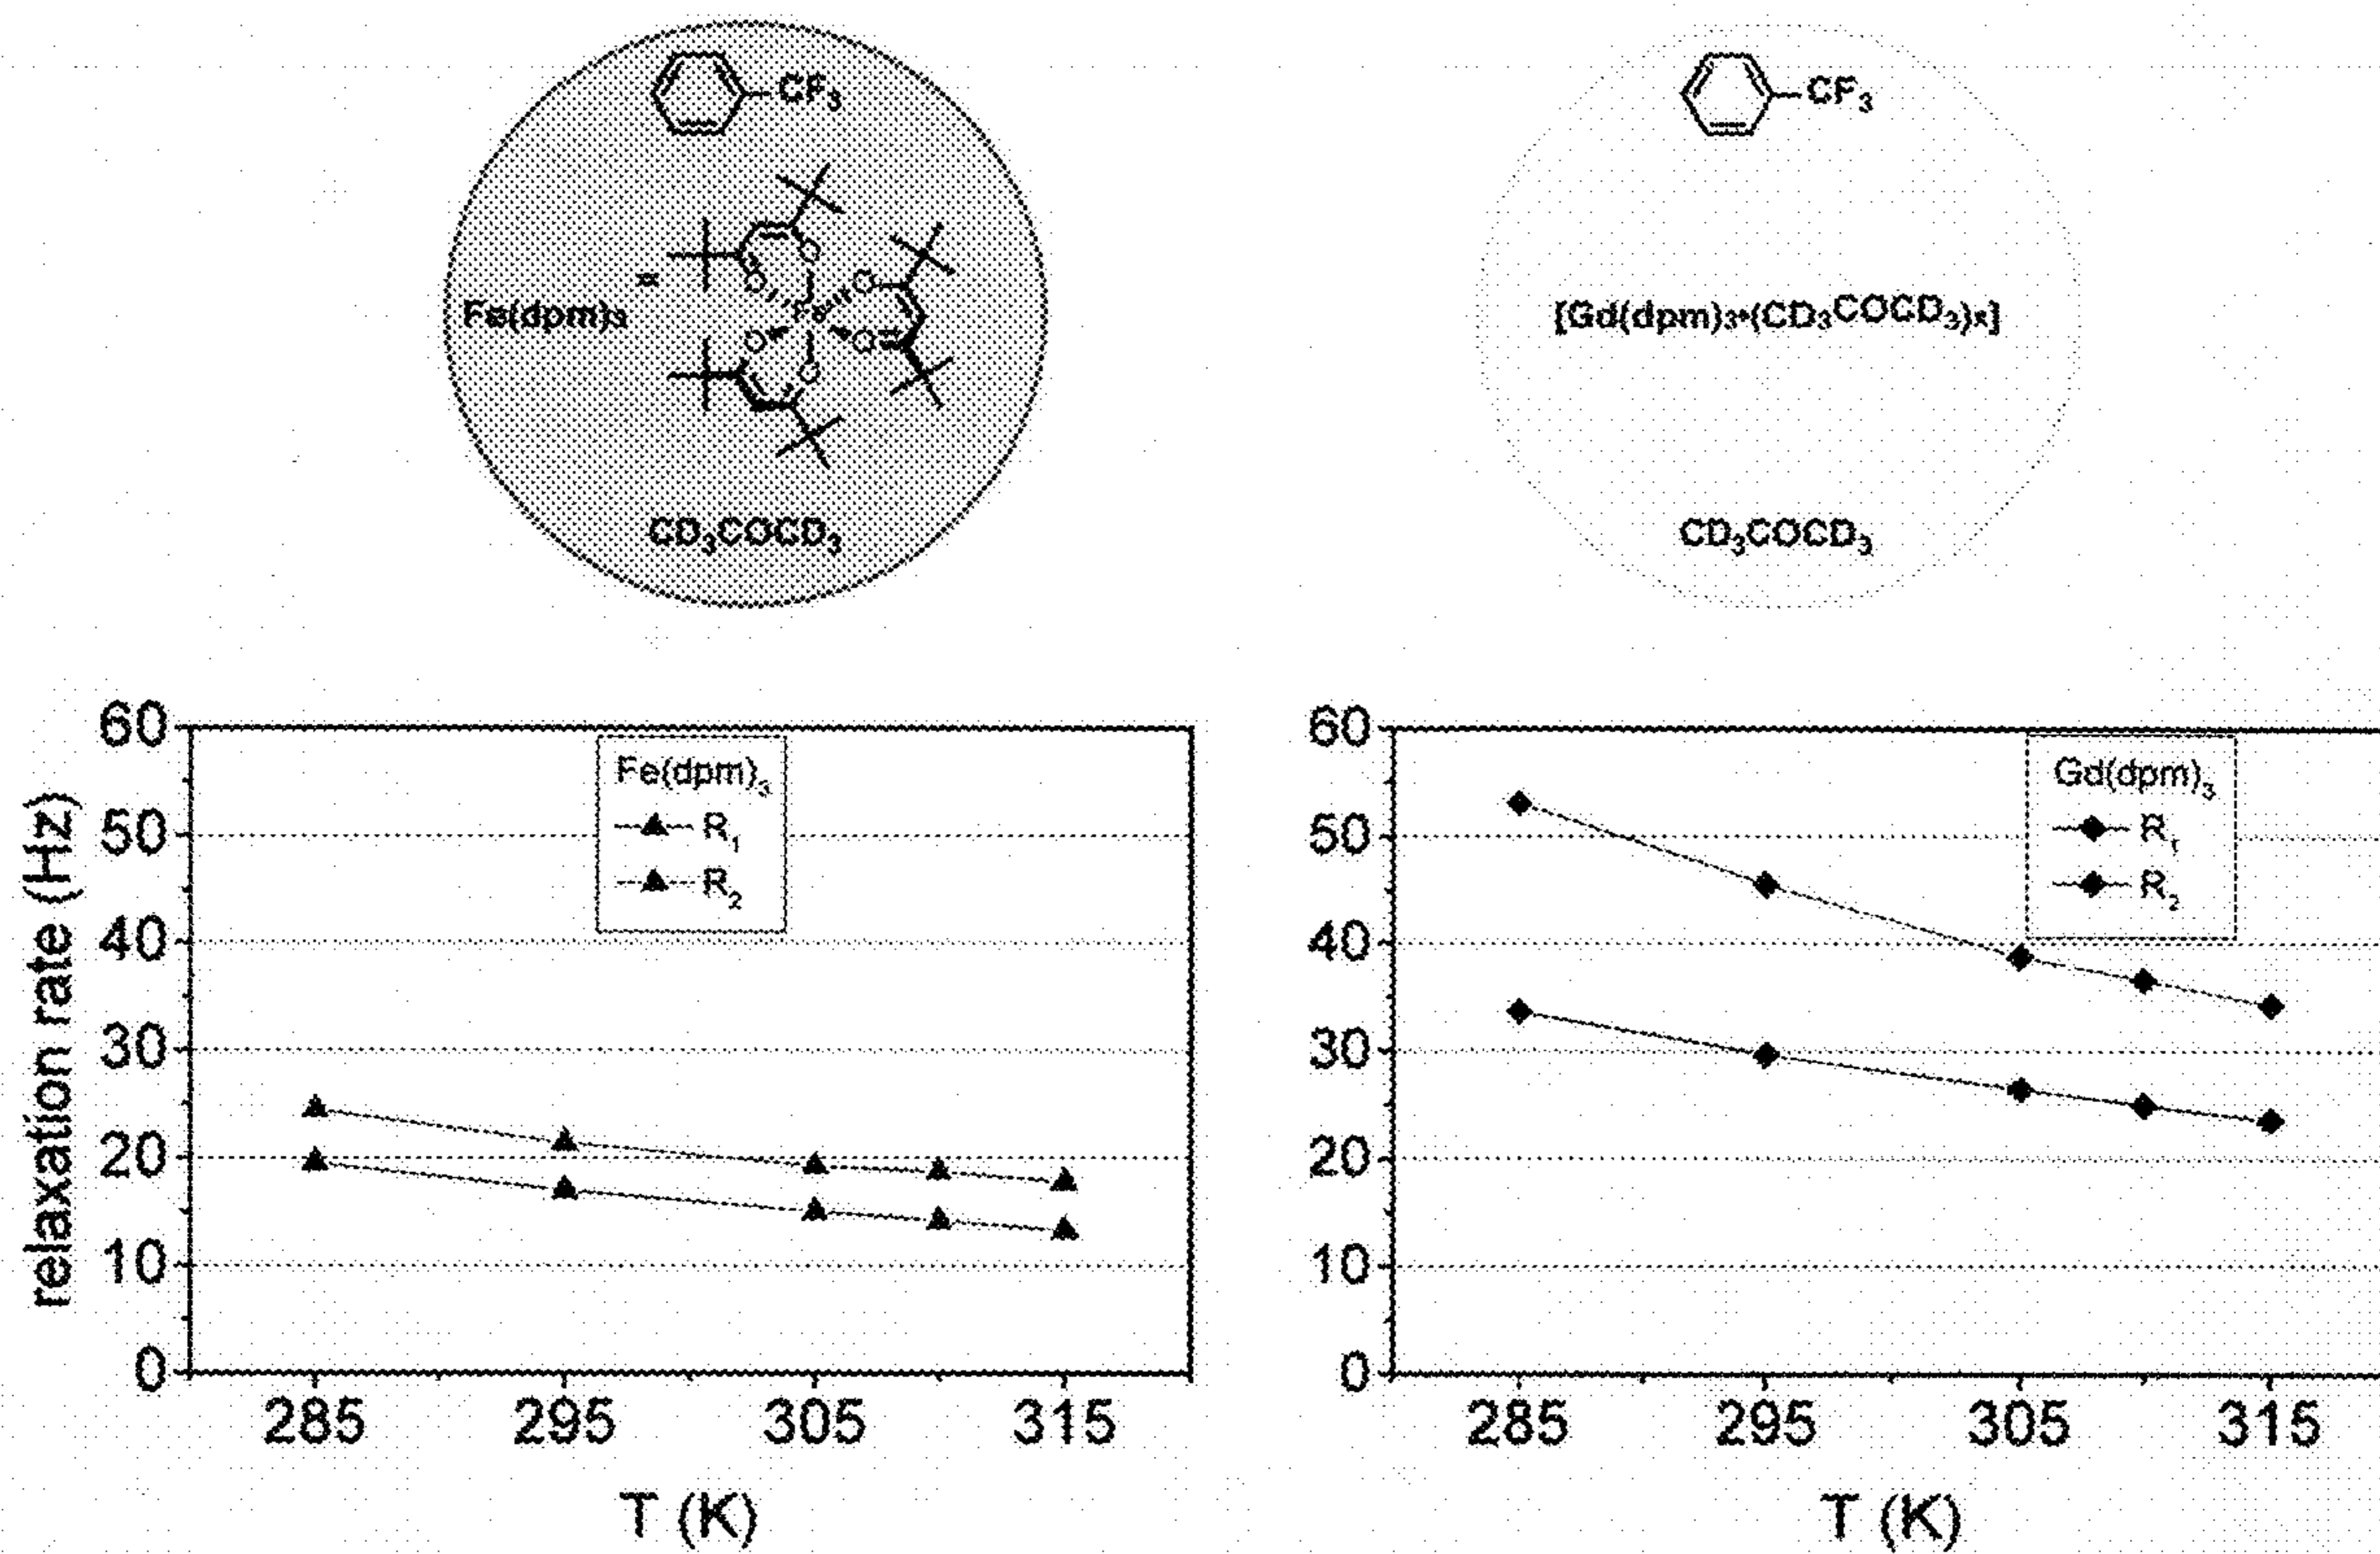 CF₃
Fe(dpm)₃ =
O
O
O
Fe
O
O
O
CD₃COCD₃
CF₃
[Gd(dpm)₃•(CD₃COCD₃)ₓ]
CD₃COCD₃
relaxation rate (Hz)
60
50
40
30
20
10
0
Fe(dpm)₃
R₁
R₂
285 295 305 315
T (K)
60
50
40
30
20
10
0
Gd(dpm)₃
R₁
R₂
285 295 305 315
T (K)